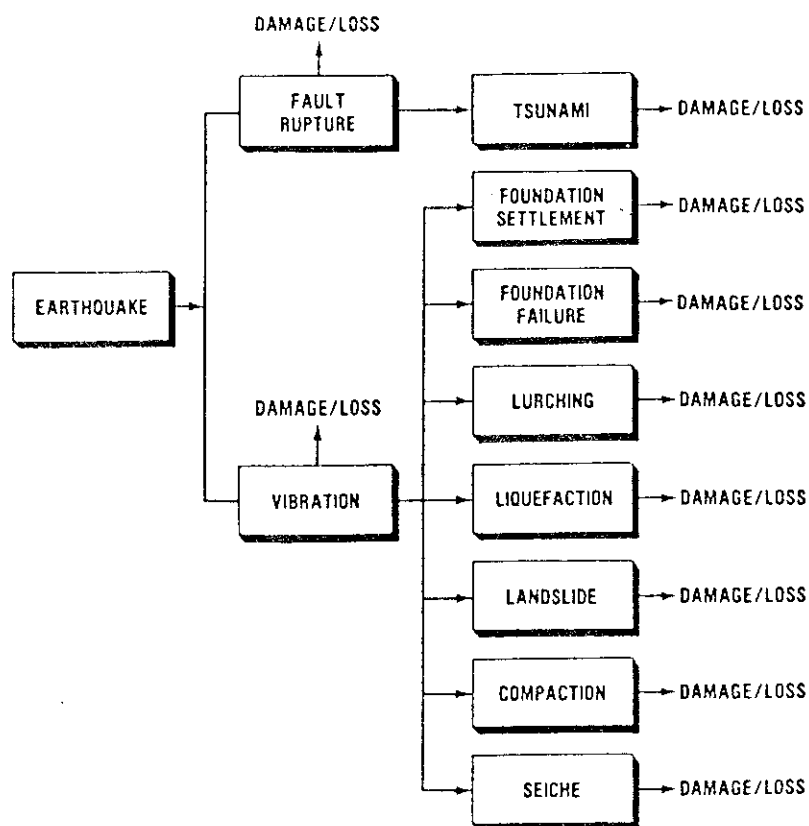 DAMAGE/LOSS
FAULT
RUPTURE
TSUNAMI
DAMAGE/LOSS
FOUNDATION
SETTLEMENT
DAMAGE/LOSS
EARTHQUAKE
FOUNDATION
FAILURE
DAMAGE/LOSS
DAMAGE/LOSS
LURCHING
DAMAGE/LOSS
VIBRATION
LIQUEFACTION
DAMAGE/LOSS
LANDSLIDE
DAMAGE/LOSS
COMPACTION
DAMAGE/LOSS
SEICHE
DAMAGE/LOSS